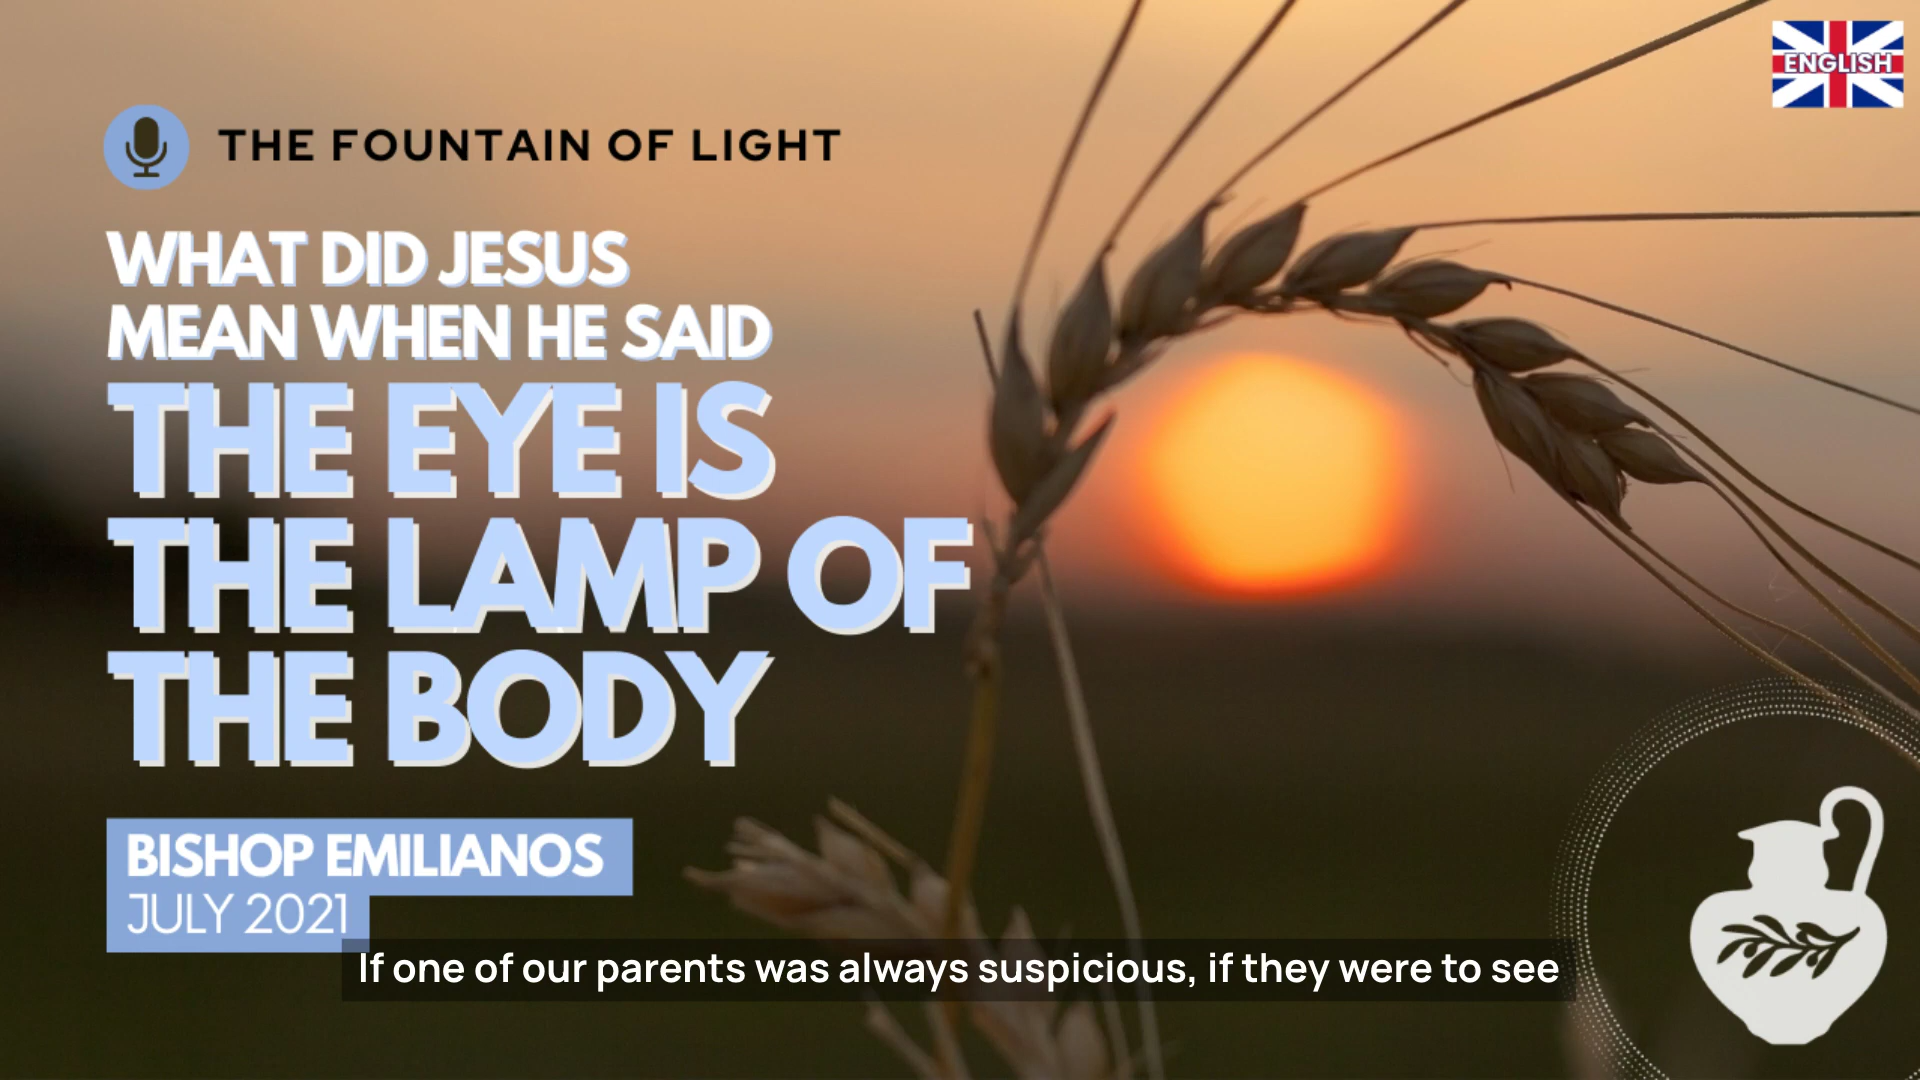 ENGLISH
THE FOUNTAIN OF LIGHT
WHAT DID JESUS
MEAN WHEN HE SAID
THE EYE IS
THE LAMP OF
THE BODY
BISHOP EMILIANOS
JULY 2021
If one of our parents was always suspicious, if they were to see